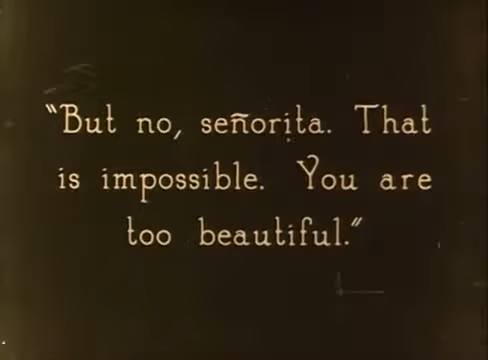 "But no, señorita. That
is impossible. You are
too beautiful."